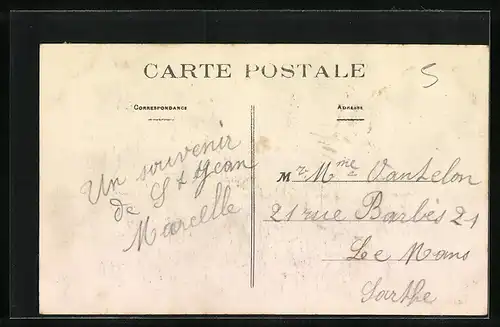 CARTE POSTALE
5
CORRESPONDANCE
ADRESSE
Un souvenir
de St Jean
Marcelle
Mr. Mme Vantelon
21 rue Barbès 21
Le Mans
Sarthe